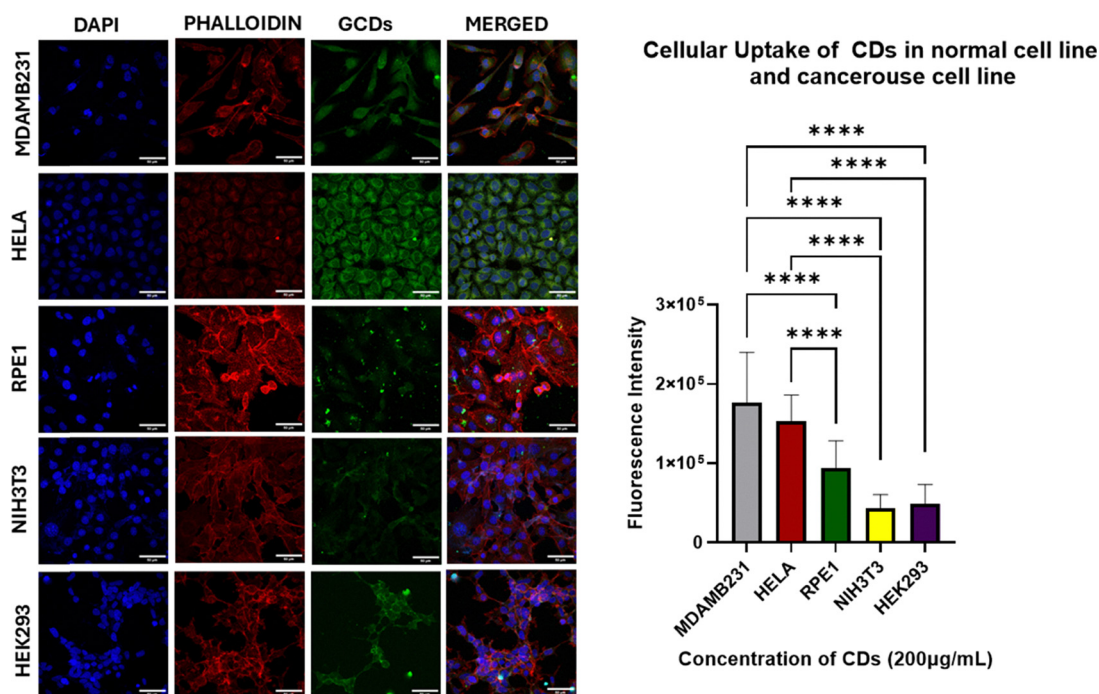 DAPI PHALLOIDIN GCDs MERGED
MDAMB231
HELA
RPE1
NIH3T3
HEK293
Cellular Uptake of CDs in normal cell line
and cancerouse cell line
****
****
****
****
****
****
3×10⁵
2×10⁵
1×10⁵
0
Fluorescence Intensity
MDAMB231
HELA
RPE1
NIH3T3
HEK293
Concentration of CDs (200µg/mL)